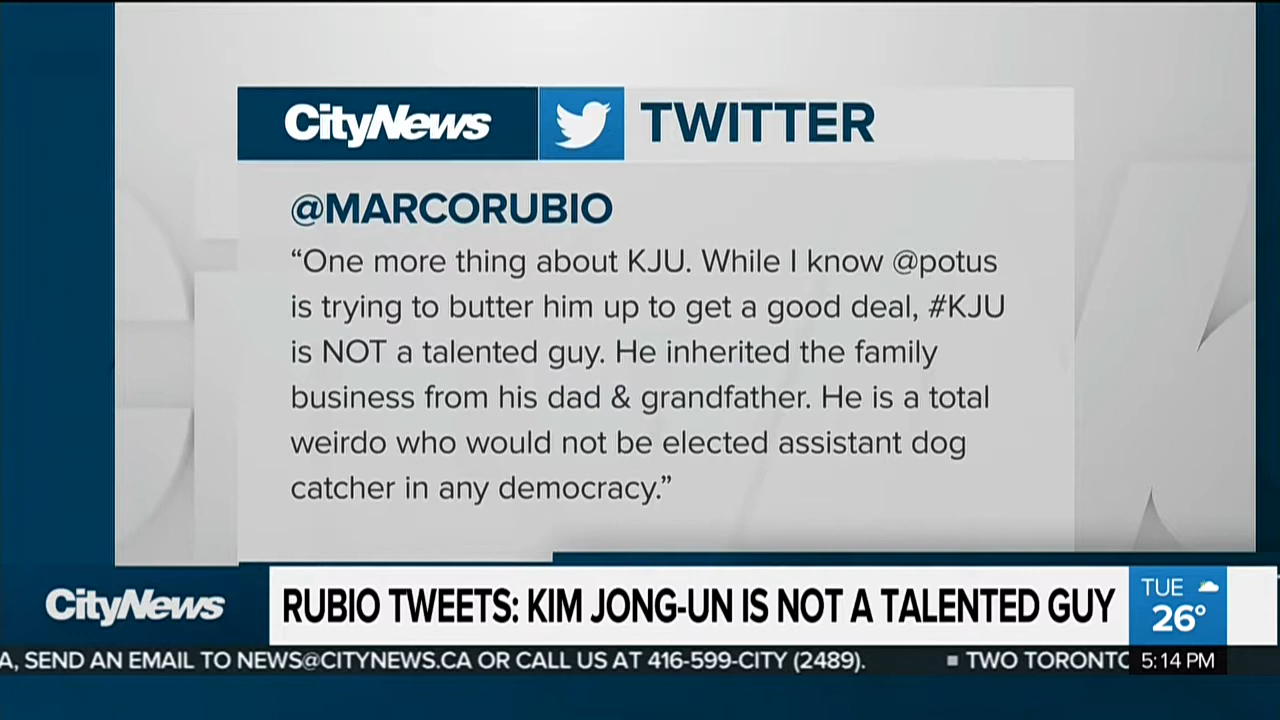 CityNews TWITTER
@MARCORUBIO
“One more thing about KJU. While I know @potus
is trying to butter him up to get a good deal, #KJU
is NOT a talented guy. He inherited the family
business from his dad & grandfather. He is a total
weirdo who would not be elected assistant dog
catcher in any democracy.”
CityNews
RUBIO TWEETS: KIM JONG-UN IS NOT A TALENTED GUY
TUE
26°
A, SEND AN EMAIL TO NEWS@CITYNEWS.CA OR CALL US AT 416-599-CITY (2489). ■ TWO TORONTO
5:14 PM